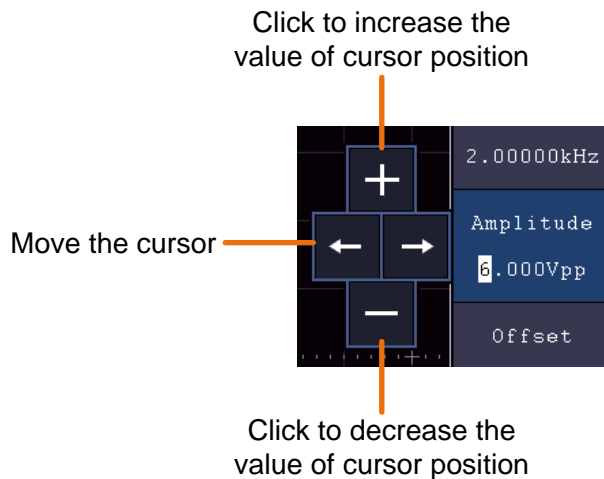 Click to increase the
value of cursor position
2.00000kHz
Amplitude
Move the cursor
6.000Vpp
Offset
Click to decrease the
value of cursor position